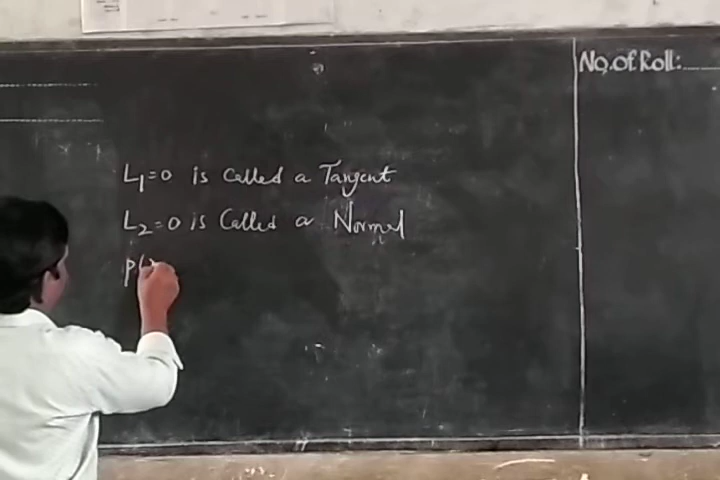 No. of Roll:
L₁=0 is called a Tangent
L₂=0 is Called a Normal
P(